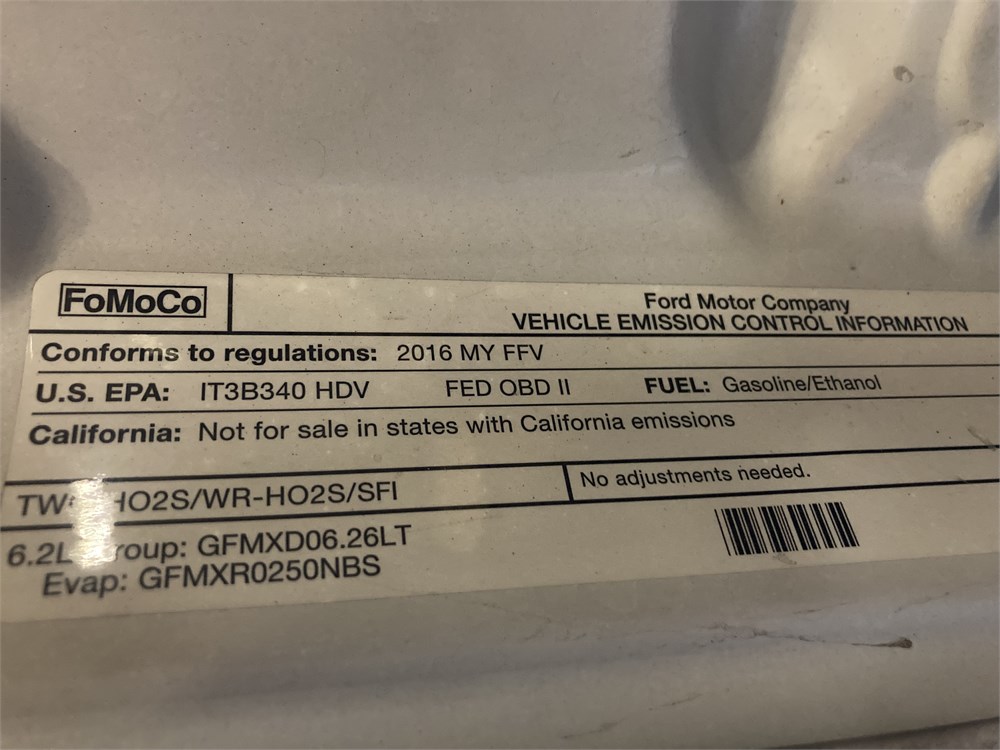 FoMoCo
Ford Motor Company
VEHICLE EMISSION CONTROL INFORMATION
Conforms to regulations: 2016 MY FFV
U.S. EPA: IT3B340 HDV FED OBD II FUEL: Gasoline/Ethanol
California: Not for sale in states with California emissions
HO2S/WR-HO2S/SFI
No adjustments needed.
6.2L GFMXD06.26LT
Evap: GFMXR0250NBS